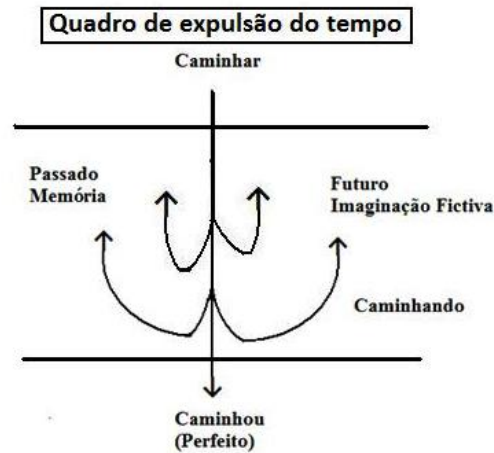 Quadro de expulsão do tempo
Caminhar
Passado
Memória
Futuro
Imaginação Fictiva
Caminhando
Caminhou
(Perfeito)